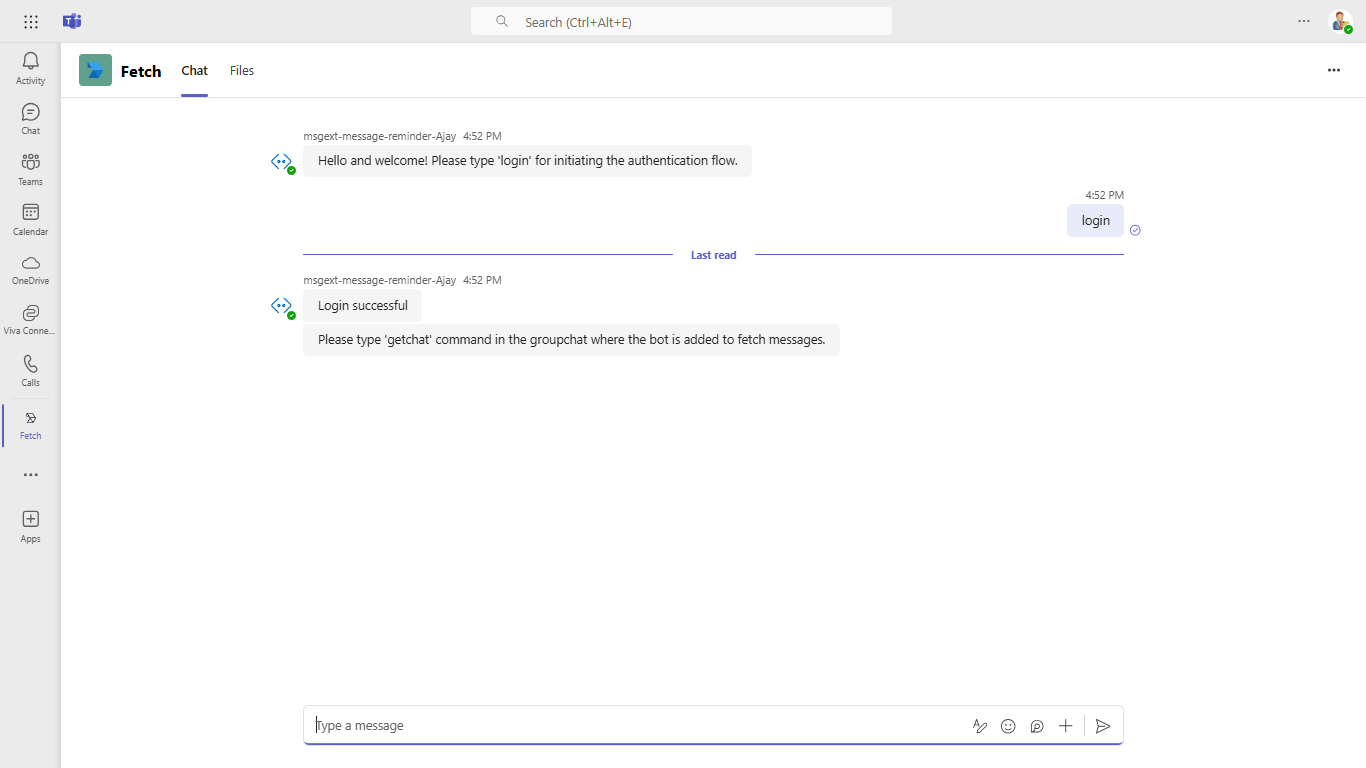 Search (Ctrl+Alt+E)
Activity
Chat
Teams
Calendar
OneDrive
Viva Conne...
Calls
Fetch
Apps
Fetch Chat Files
msgext-message-reminder-Ajay 4:52 PM
Hello and welcome! Please type 'login' for initiating the authentication flow.
4:52 PM
login
Last read
msgext-message-reminder-Ajay 4:52 PM
Login successful
Please type 'getchat' command in the groupchat where the bot is added to fetch messages.
Type a message